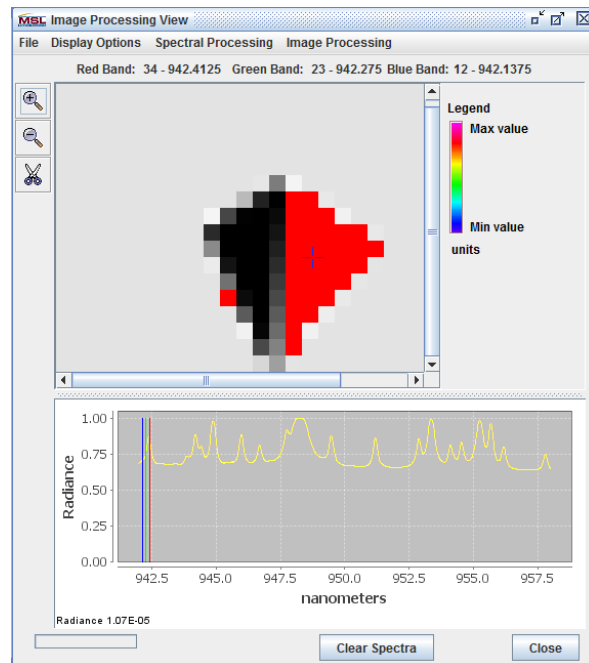 MSL Image Processing View
File Display Options Spectral Processing Image Processing
Red Band: 34 - 942.4125 Green Band: 23 - 942.275 Blue Band: 12 - 942.1375
Legend
Max value
Min value
units
1.00
0.75
0.50
0.25
0.00
Radiance
942.5 945.0 947.5 950.0 952.5 955.0 957.5
nanometers
Radiance 1.07E-05
Clear Spectra Close